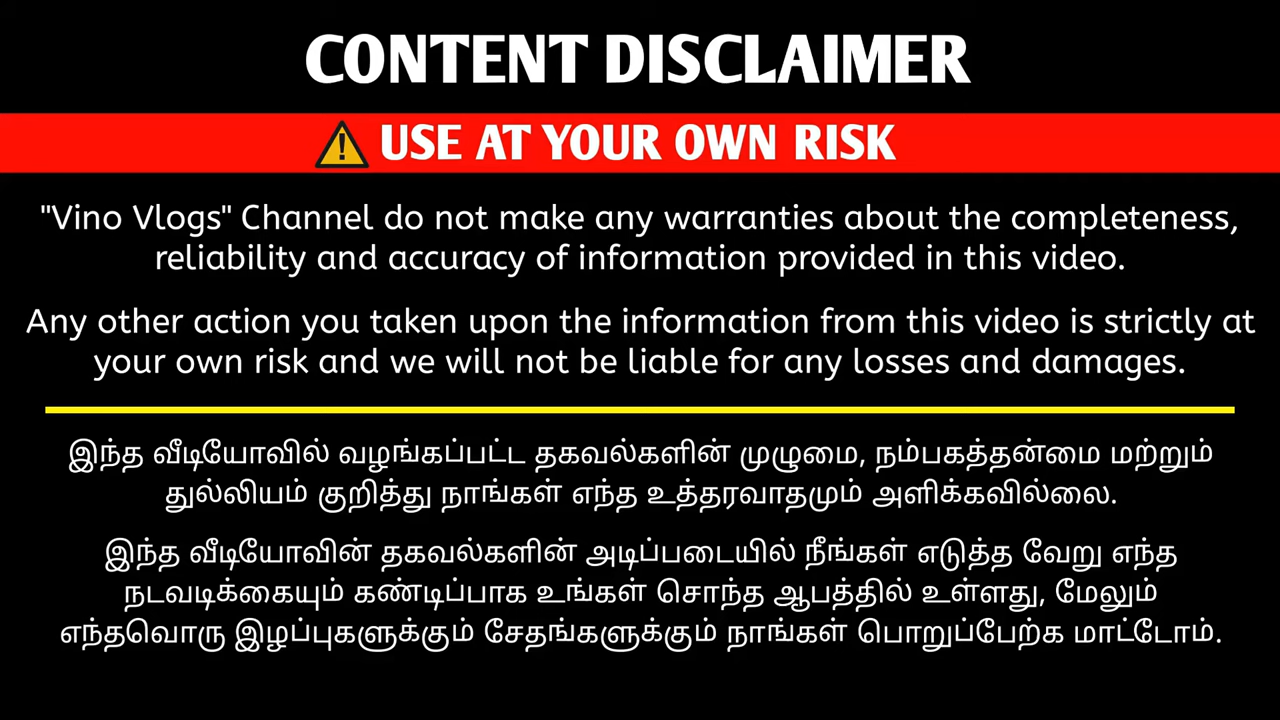 CONTENT DISCLAIMER
⚠ USE AT YOUR OWN RISK
"Vino Vlogs" Channel do not make any warranties about the completeness,
reliability and accuracy of information provided in this video.
Any other action you taken upon the information from this video is strictly at
your own risk and we will not be liable for any losses and damages.
இந்த வீடியோவில் வழங்கப்பட்ட தகவல்களின் முழுமை, நம்பகத்தன்மை மற்றும்
துல்லியம் குறித்து நாங்கள் எந்த உத்தரவாதமும் அளிக்கவில்லை.
இந்த வீடியோவின் தகவல்களின் அடிப்படையில் நீங்கள் எடுத்த வேறு எந்த
நடவடிக்கையும் கண்டிப்பாக உங்கள் சொந்த ஆபத்தில் உள்ளது, மேலும்
எந்தவொரு இழப்புகளுக்கும் சேதங்களுக்கும் நாங்கள் பொறுப்பேற்க மாட்டோம்.